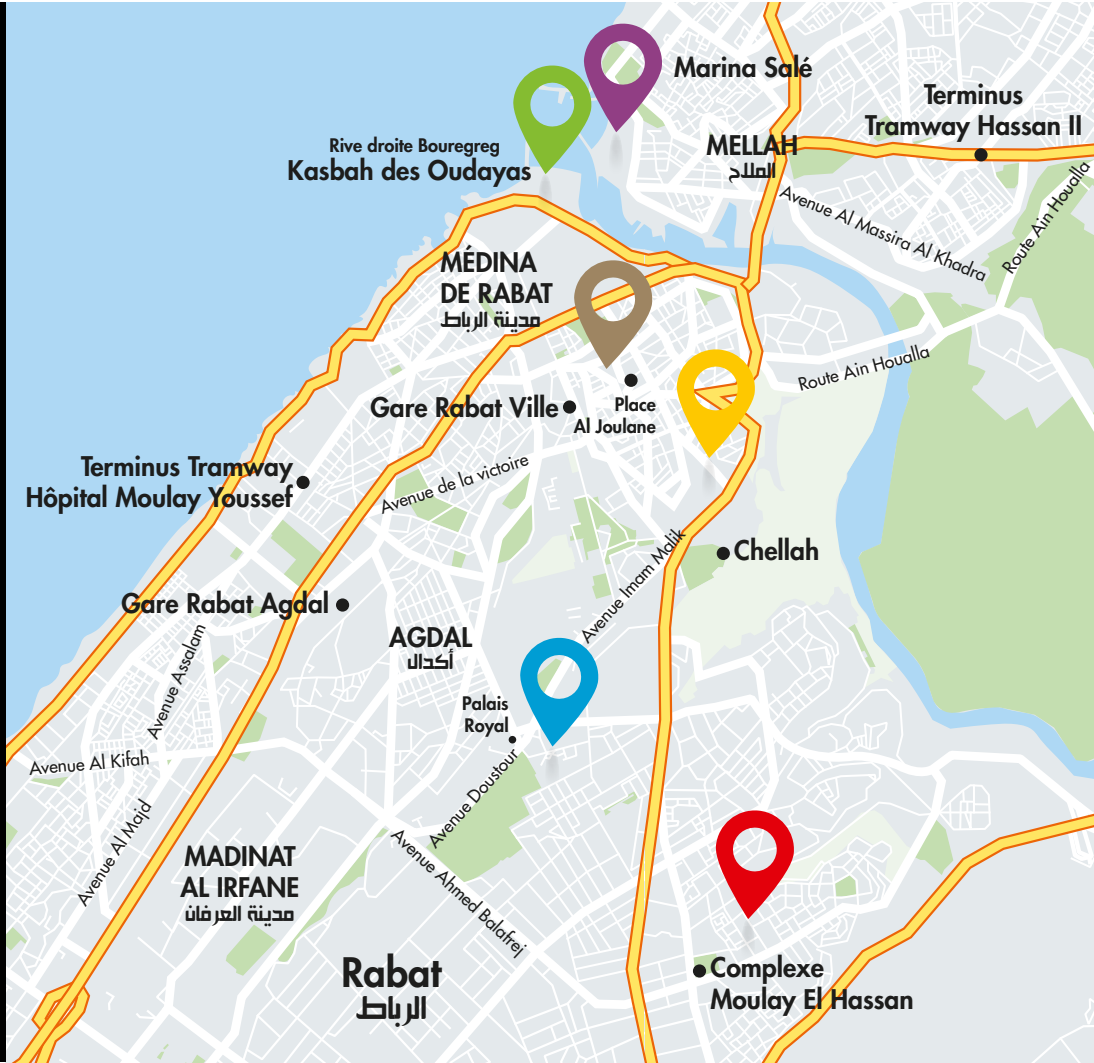 Marina Salé
Terminus
Tramway Hassan II
Rive droite Bouregreg
Kasbah des Oudayas
MELLAH
الملاح
Avenue Al Massira Al Khadra
Route Ain Houalla
MÉDINA
DE RABAT
مدينة الرباط
Route Ain Houalla
Gare Rabat Ville
Place
Al Joulane
Terminus Tramway
Hôpital Moulay Youssef
Avenue de la victoire
Chellah
Avenue Imam Malik
Gare Rabat Agdal
AGDAL
أكدال
Avenue Assalam
Palais
Royal
Avenue Al Kifah
Avenue Doustour
Avenue Al Majd
Avenue Ahmed Balafrej
MADINAT
AL IRFANE
مدينة العرفان
Rabat
الرباط
Complexe
Moulay El Hassan